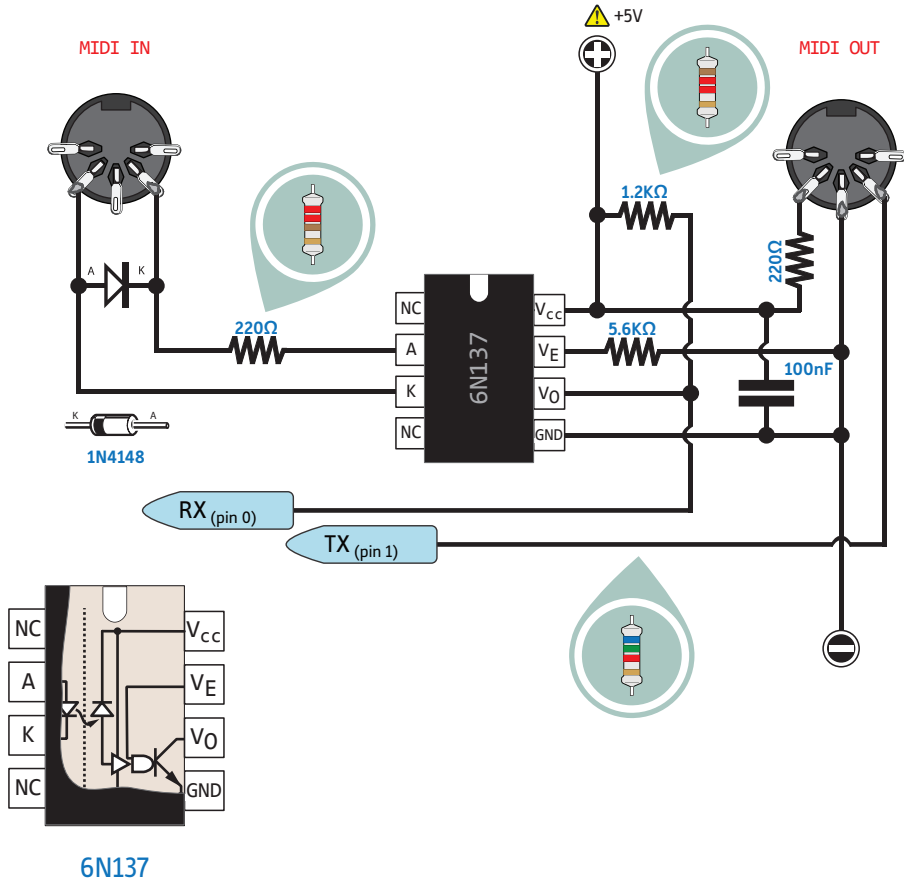 +5V
MIDI IN
MIDI OUT
1.2KΩ
220Ω
A K
220Ω
NC
A
K
NC
6N137
Vcc
VE
VO
GND
5.6KΩ
100nF
K A
1N4148
RX (pin 0)
TX (pin 1)
NC
A
K
NC
Vcc
VE
VO
GND
6N137